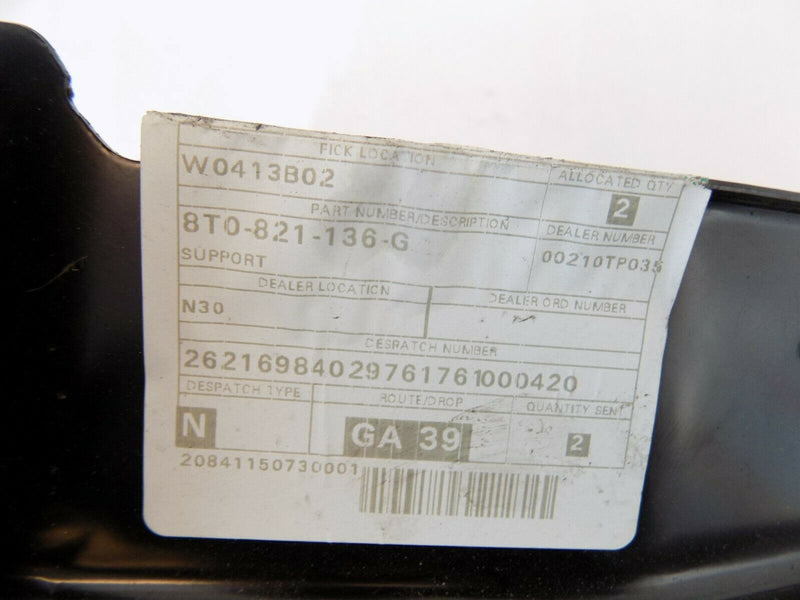 PICK LOCATION
W0413B02
ALLOCATED QTY
2
PART NUMBER/DESCRIPTION
8T0-821-136-G
SUPPORT
DEALER NUMBER
00210TP035
DEALER LOCATION
N30
DEALER ORD NUMBER
DESPATCH NUMBER
26216984029761761000420
DESPATCH TYPE
N
ROUTE/DROP
GA 39
QUANTITY SENT
2
20841150730001